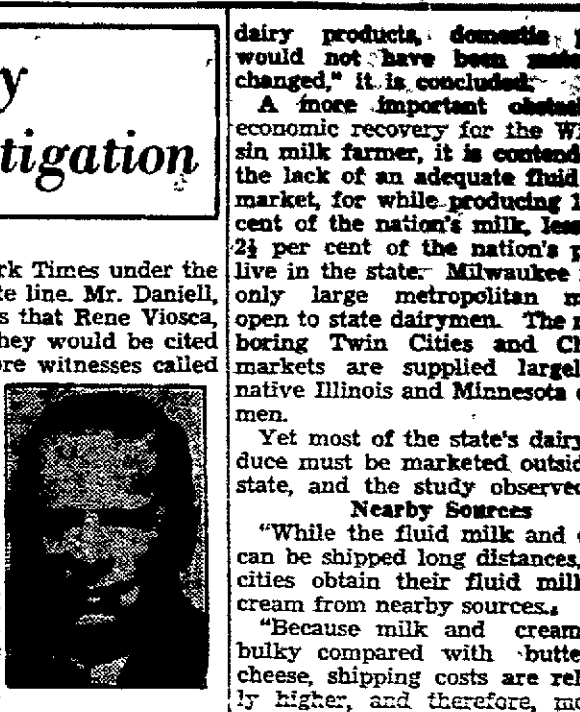 y
tigation
rk Times under the
te line. Mr. Daniell,
s that Rene Viosca,
hey would be cited
ore witnesses called
dairy products, domestic
would not have been
changed," it is concluded.
A more important
economic recovery for the Wi
sin milk farmer, it is contend
the lack of an adequate fluid
market, for while producing 1
cent of the nation's milk, less
2½ per cent of the nation's p
live in the state. Milwaukee
only large metropolitan m
open to state dairymen. The n
boring Twin Cities and Ch
markets are supplied largel
native Illinois and Minnesota
men.
Yet most of the state's dairy
duce must be marketed outsid
state, and the study observed
Nearby Sources
"While the fluid milk and
can be shipped long distances,
cities obtain their fluid milk
cream from nearby sources.
"Because milk and cream
bulky compared with butte
cheese, shipping costs are rel
ly higher, and therefore, mo